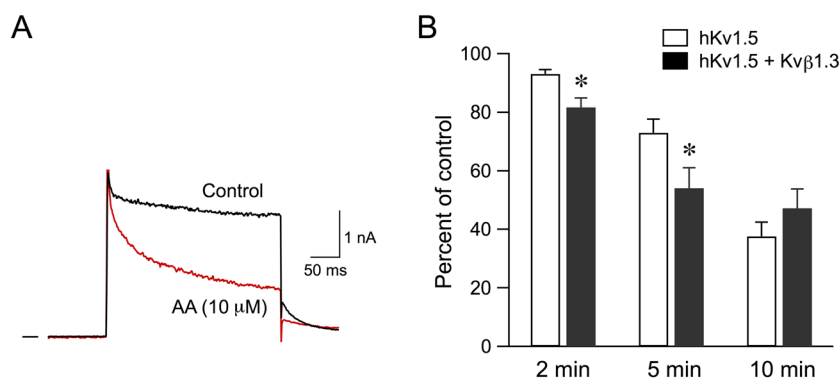 A
Control
1 nA
50 ms
AA (10 μM)
B
hKv1.5
hKv1.5 + Kvβ1.3
Percent of control
100
80
60
40
20
0
*
*
2 min
5 min
10 min